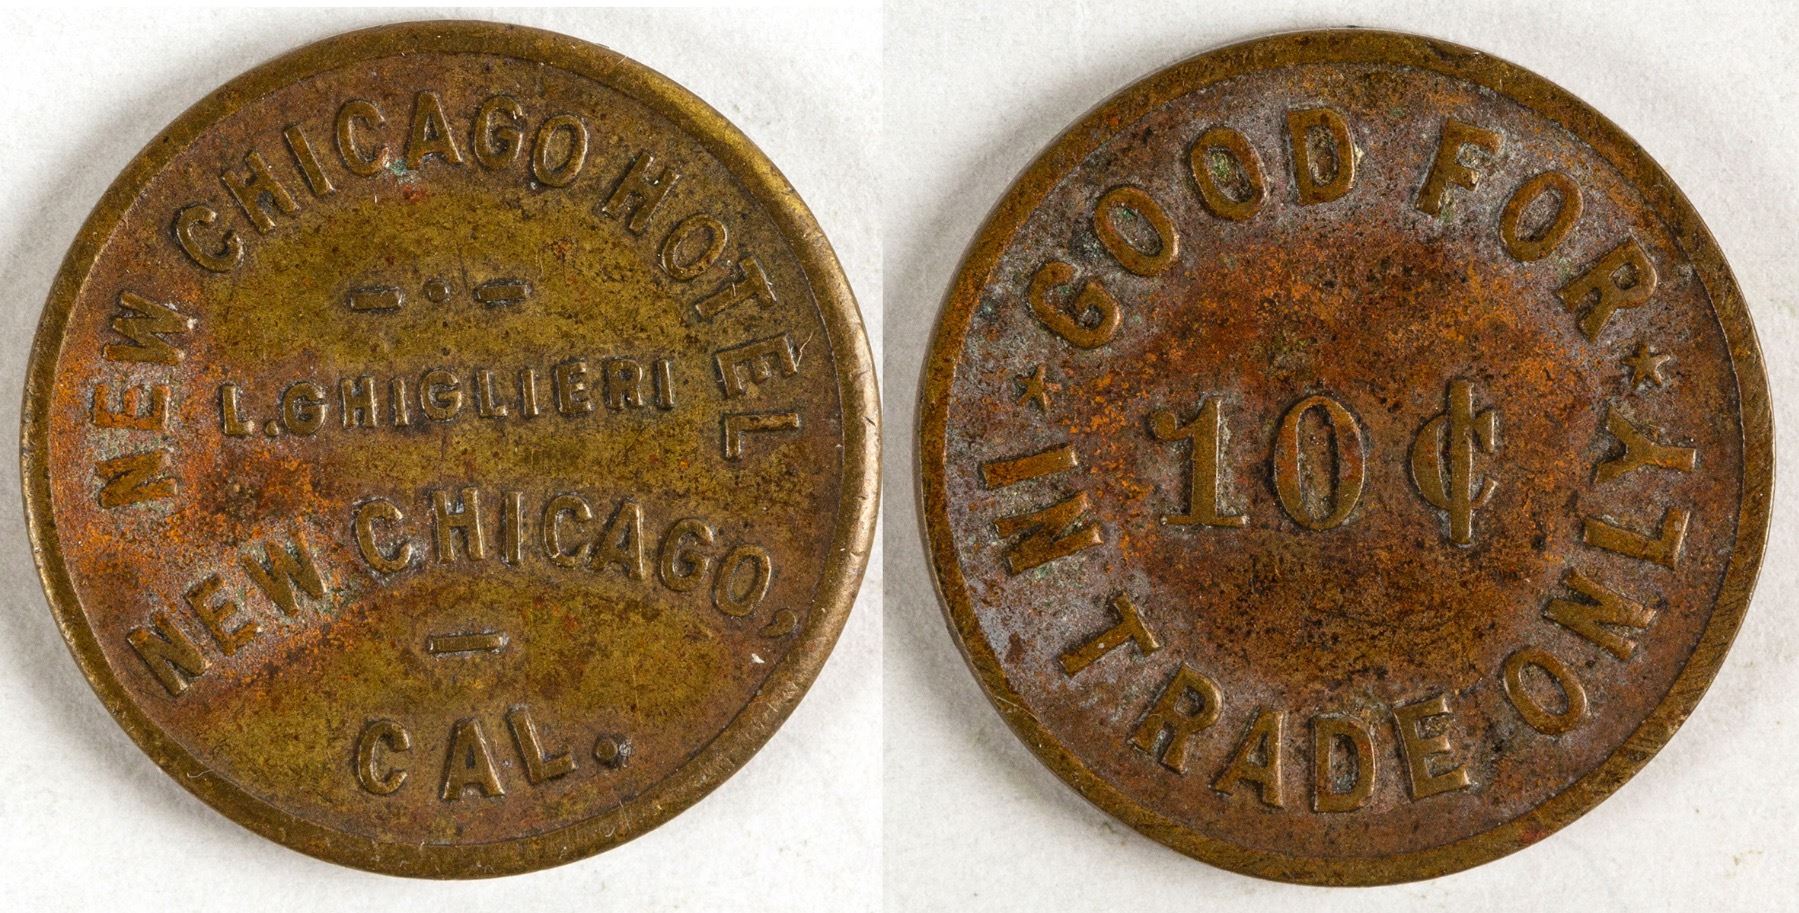 NEW CHICAGO HOTEL
L. GHIGLIERI
NEW CHICAGO,
CAL.
GOOD FOR
10¢
IN TRADE ONLY